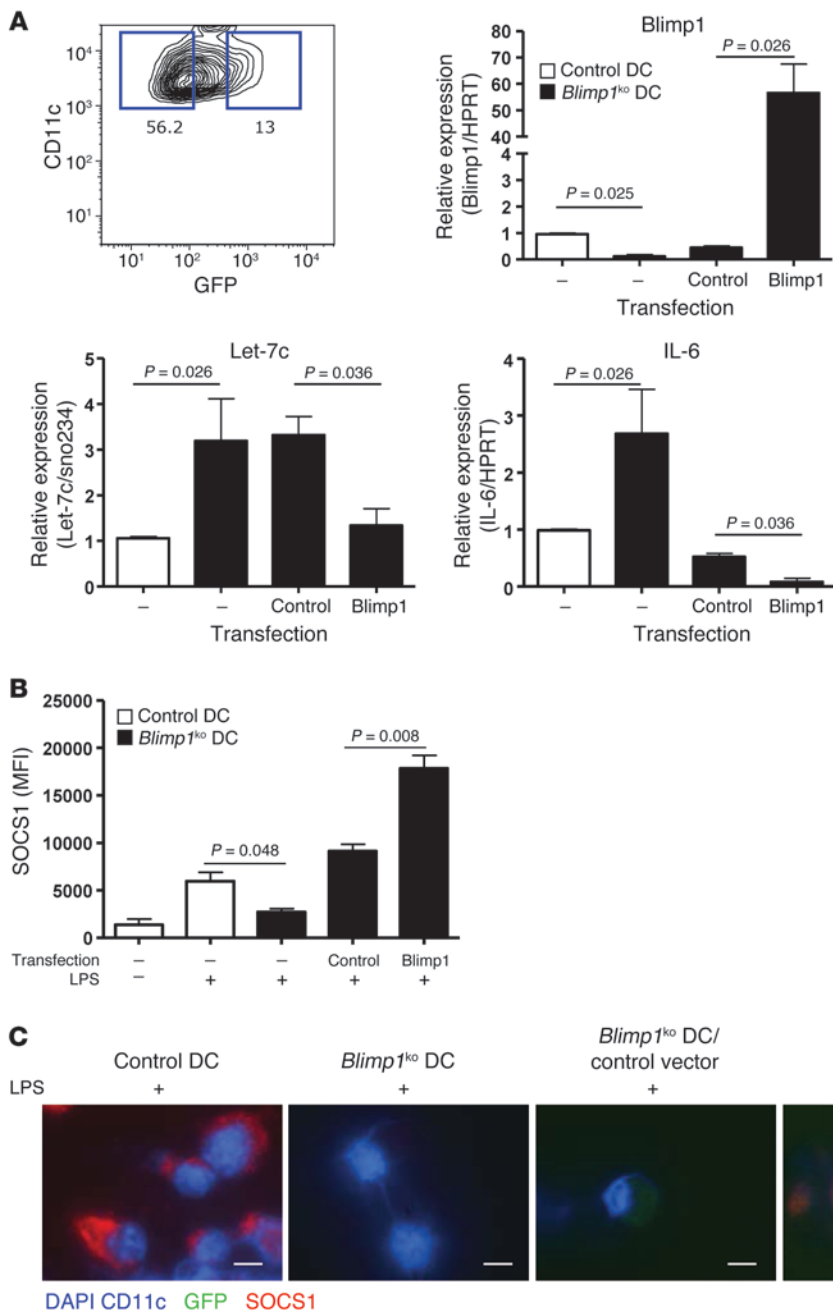 A
CD11c
10⁴
10³
10²
10¹
56.2
13
10¹ 10² 10³ 10⁴
GFP
Blimp1
Relative expression
(Blimp1/HPRT)
80
70
60
50
40
30
20
4
3
2
1
0
Control DC
Blimp1ᵏᵒ DC
P = 0.026
P = 0.025
– – Control Blimp1
Transfection
Let-7c
Relative expression
(Let-7c/sno234)
5
4
3
2
1
0
P = 0.026
P = 0.036
– – Control Blimp1
Transfection
IL-6
Relative expression
(IL-6/HPRT)
4
3
2
1
0
P = 0.026
P = 0.036
– – Control Blimp1
Transfection
B
SOCS1 (MFI)
25000
20000
15000
10000
5000
0
Control DC
Blimp1ᵏᵒ DC
P = 0.048
P = 0.008
Transfection – – – Control Blimp1
LPS – + + + +
C
Control DC
Blimp1ᵏᵒ DC
Blimp1ᵏᵒ DC/
control vector
LPS + + +
DAPI CD11c GFP SOCS1